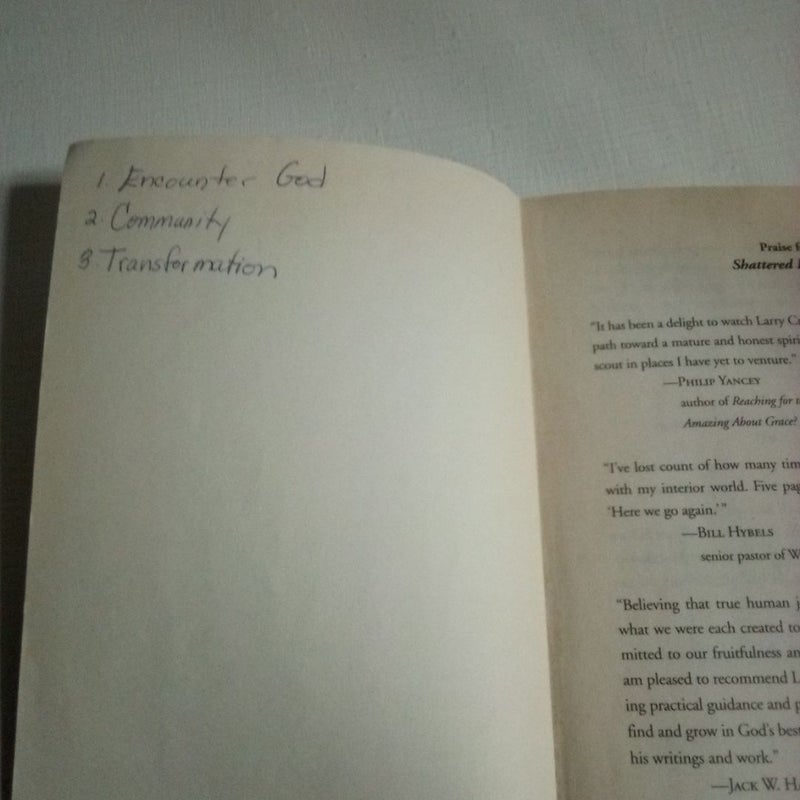 1. Encounter God
2. Community
3 Transformation
Praise
Shattered
"It has been a delight to watch Larry
path toward a mature and honest
scout in places I have yet to venture."
—PHILIP YANCEY
author of Reaching for
Amazing About Grace?
"I've lost count of how many
with my interior world. Five
'Here we go again.'"
—BILL HYBELS
senior pastor of
"Believing that true human
what we were each created to
mitted to our fruitfulness
am pleased to recommend
ing practical guidance and
find and grow in God's best
his writings and work."
—JACK W.